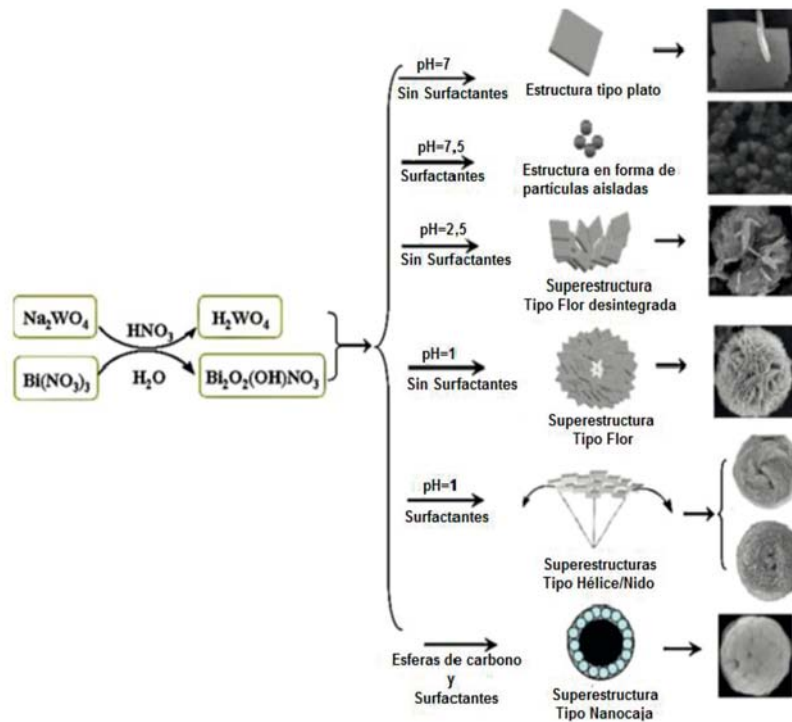 Na₂WO₄
HNO₃
H₂WO₄
Bi(NO₃)₃
H₂O
Bi₂O₂(OH)NO₃
pH=7
Sin Surfactantes
Estructura tipo plato
pH=7,5
Surfactantes
Estructura en forma de
partículas aisladas
pH=2,5
Sin Surfactantes
Superestructura
Tipo Flor desintegrada
pH=1
Sin Surfactantes
Superestructura
Tipo Flor
pH=1
Surfactantes
Superestructuras
Tipo Hélice/Nido
Esferas de carbono
y
Surfactantes
Superestructura
Tipo Nanocaja